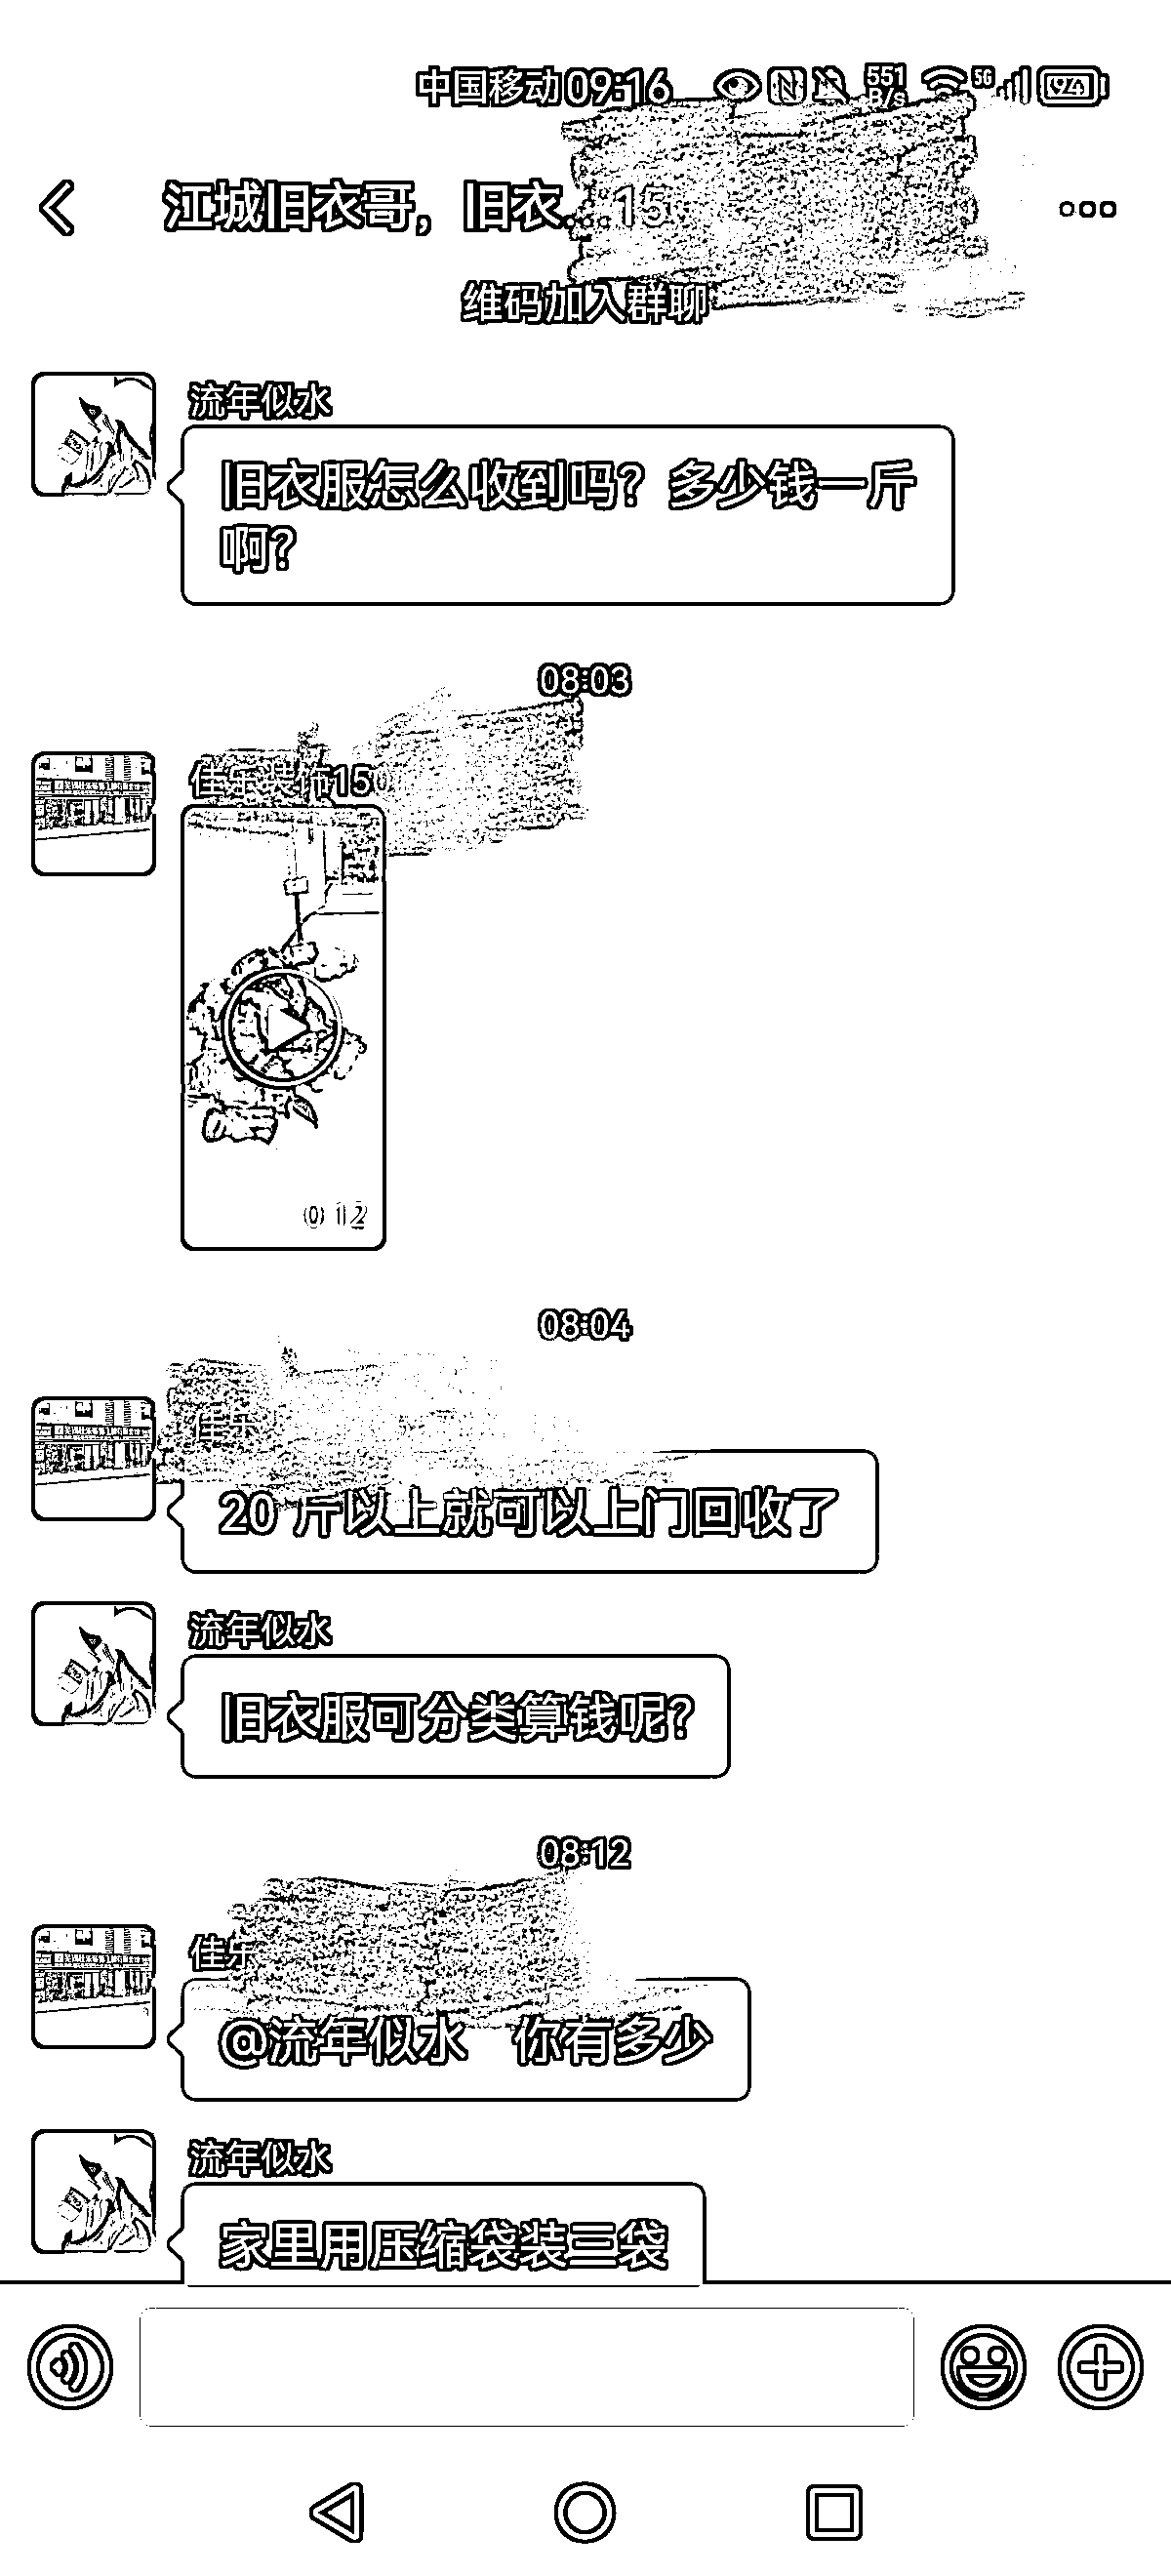 中国移动09:16
551
B/s
5G
94
江城旧衣哥，旧衣...15
维码加入群聊
流年似水
旧衣服怎么收到吗？多少钱一斤
啊？
08:03
佳乐装饰15
0:12
08:04
佳乐
20 斤以上就可以上门回收了
流年似水
旧衣服可分类算钱呢？
08:12
佳乐
@流年似水 你有多少
流年似水
家里用压缩袋装三袋